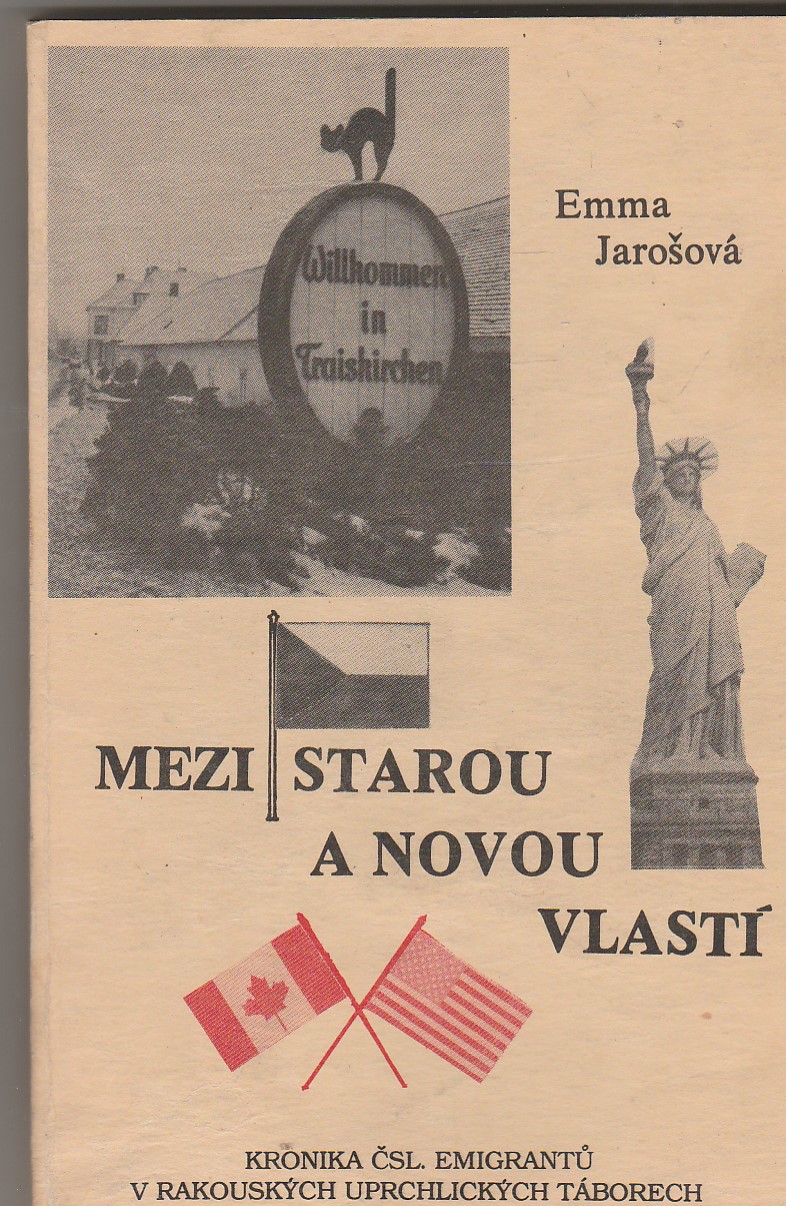 Emma
Jarošová
Willkommen
in
Traiskirchen
MEZI STAROU
A NOVOU
VLASTÍ
KRONIKA ČSL. EMIGRANTŮ
V RAKOUSKÝCH UPRCHLICKÝCH TÁBORECH